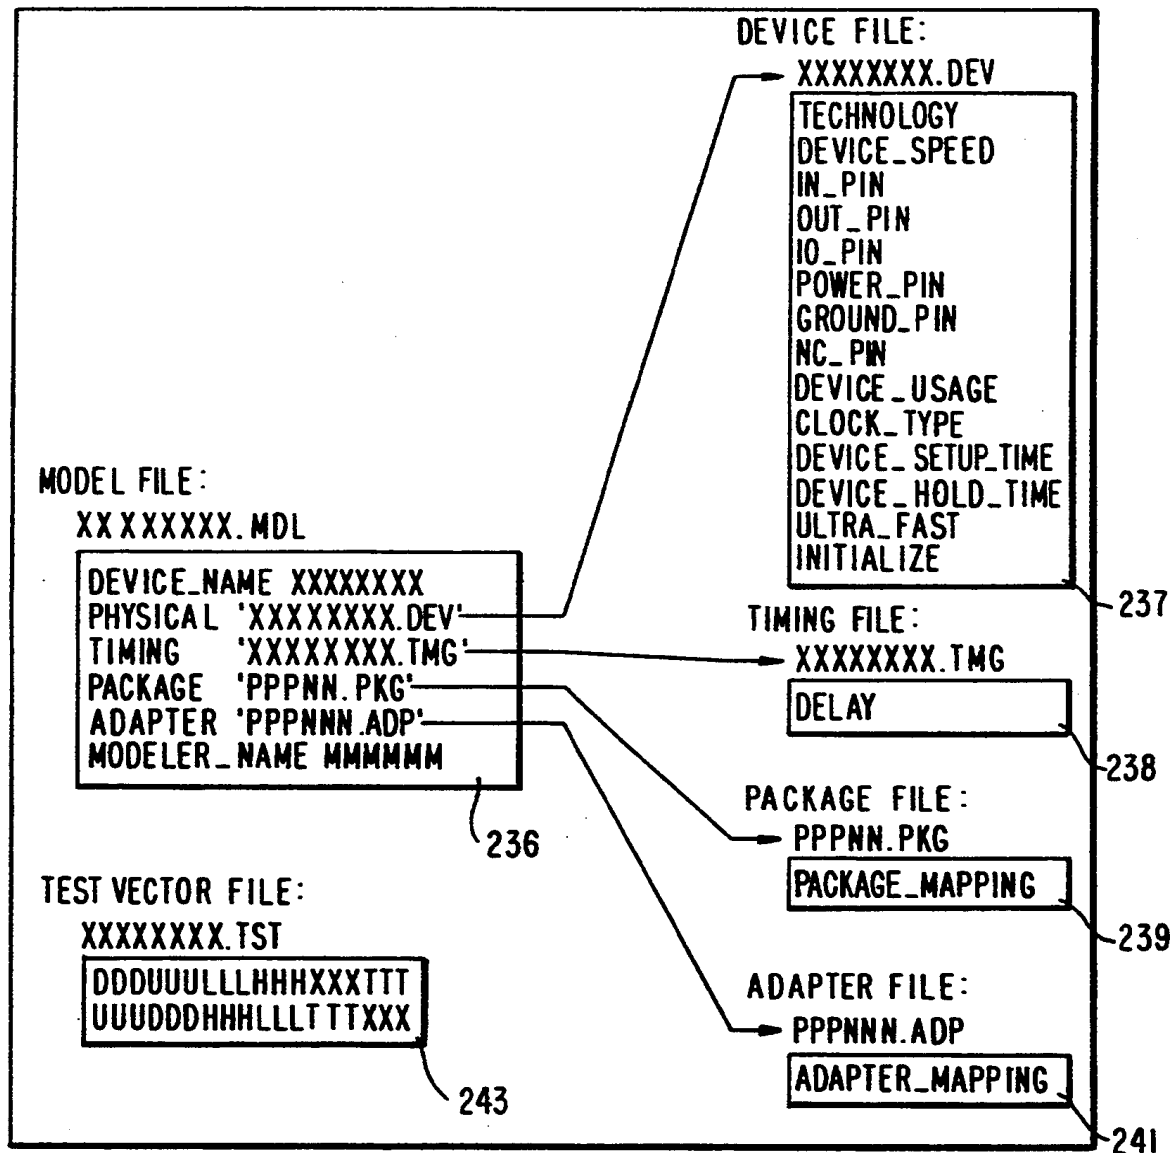 DEVICE FILE:
XXXXXXXX.DEV
TECHNOLOGY
DEVICE_SPEED
IN_PIN
OUT_PIN
IO_PIN
POWER_PIN
GROUND_PIN
NC_PIN
DEVICE_USAGE
CLOCK_TYPE
DEVICE_SETUP_TIME
DEVICE_HOLD_TIME
ULTRA_FAST
INITIALIZE
237
MODEL FILE:
XXXXXXXX.MDL
DEVICE_NAME XXXXXXXX
PHYSICAL 'XXXXXXXX.DEV'
TIMING 'XXXXXXXX.TMG'
PACKAGE 'PPPNN.PKG'
ADAPTER 'PPPNNN.ADP'
MODELER_NAME MMMMMM
236
TIMING FILE:
XXXXXXXX.TMG
DELAY
238
PACKAGE FILE:
PPPNN.PKG
PACKAGE_MAPPING
239
TEST VECTOR FILE:
XXXXXXXX.TST
DDDUUULLLHHHXXXTTT
UUUDDDHHHLLLTTTXXX
243
ADAPTER FILE:
PPPNNN.ADP
ADAPTER_MAPPING
241